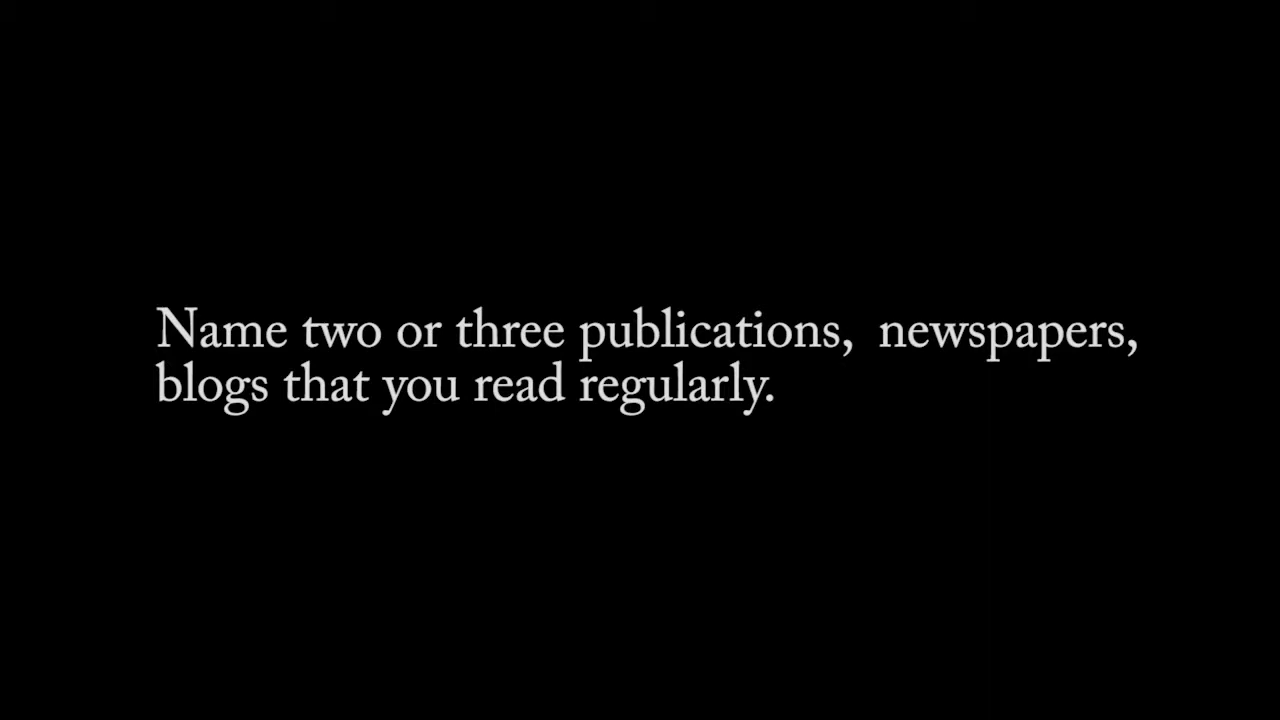 Name two or three publications,  newspapers,
blogs that you read regularly.